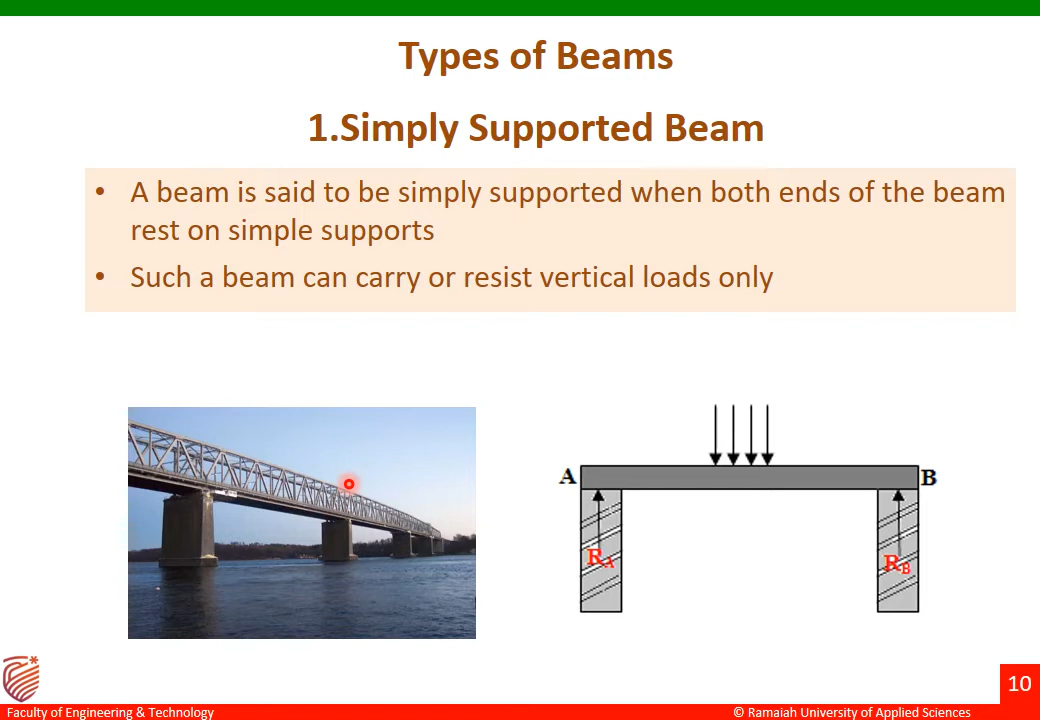 Types of Beams
1.Simply Supported Beam
• A beam is said to be simply supported when both ends of the beam
rest on simple supports
• Such a beam can carry or resist vertical loads only
A
B
RA
RB
10
Faculty of Engineering & Technology
© Ramaiah University of Applied Sciences